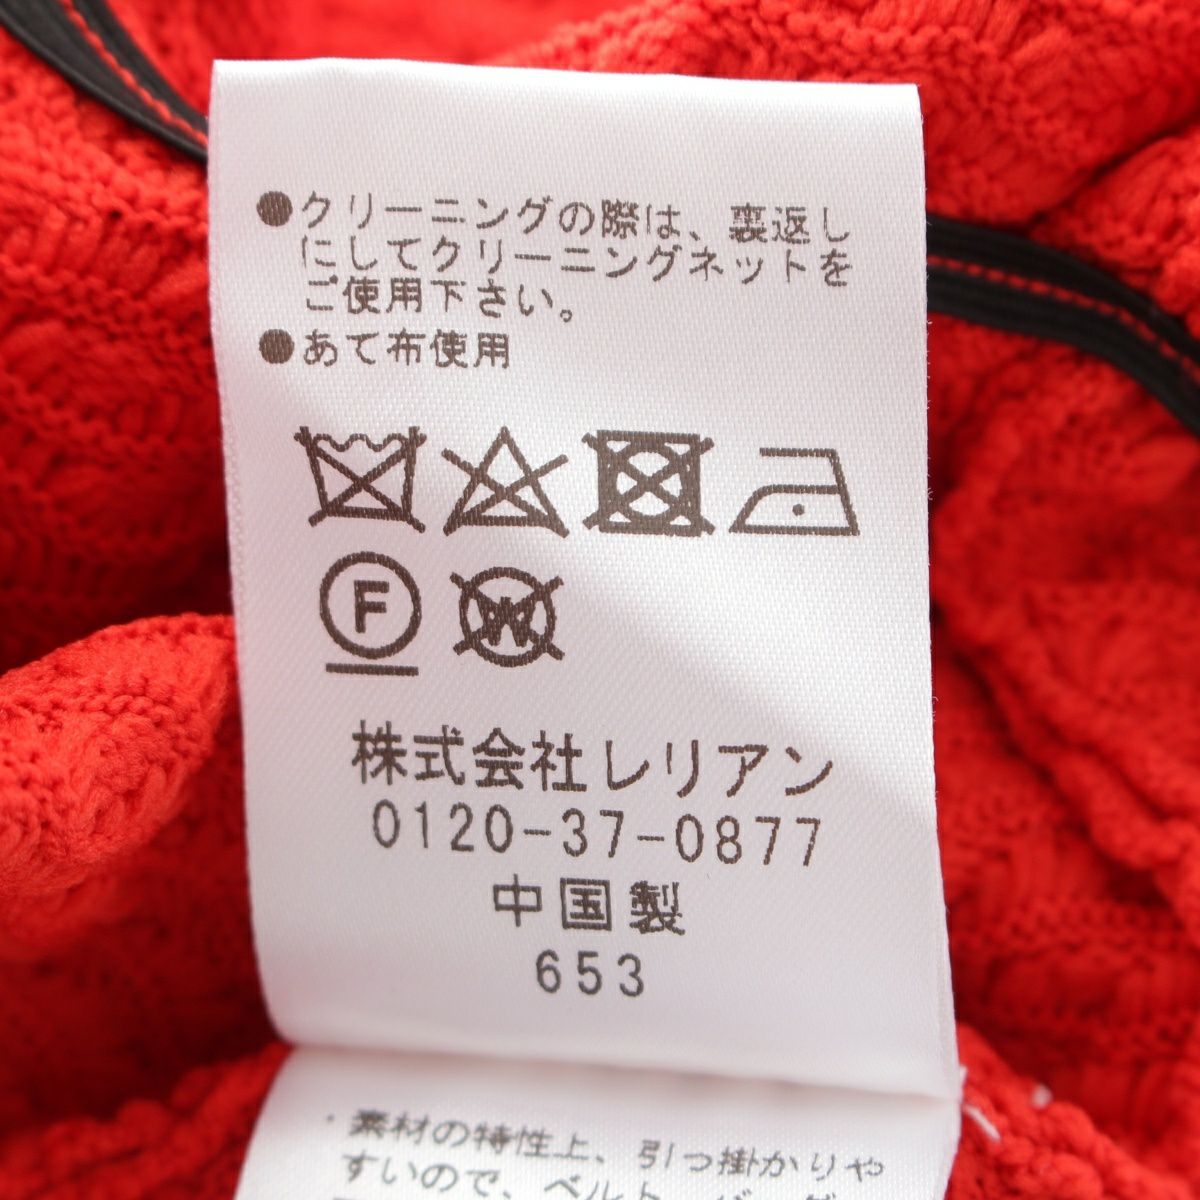 ●クリーニングの際は、裏返し
にしてクリーニングネットを
ご使用下さい。
●あて布使用
F
W
株式会社レリアン
0120-37-0877
中国製
653
・素材の特性上、引っ掛かりや
すいので、ベルト、バッグ